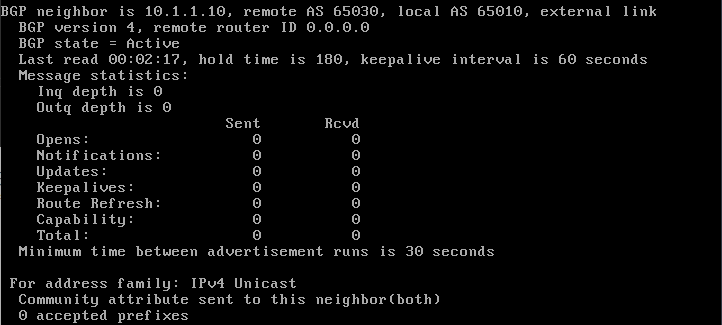 BGP neighbor is 10.1.1.10, remote AS 65030, local AS 65010, external link
BGP version 4, remote router ID 0.0.0.0
BGP state = Active
Last read 00:02:17, hold time is 180, keepalive interval is 60 seconds
Message statistics:
Inq depth is 0
Outq depth is 0
Sent Rcvd
Opens: 0 0
Notifications: 0 0
Updates: 0 0
Keepalives: 0 0
Route Refresh: 0 0
Capability: 0 0
Total: 0 0
Minimum time between advertisement runs is 30 seconds
For address family: IPv4 Unicast
Community attribute sent to this neighbor(both)
0 accepted prefixes